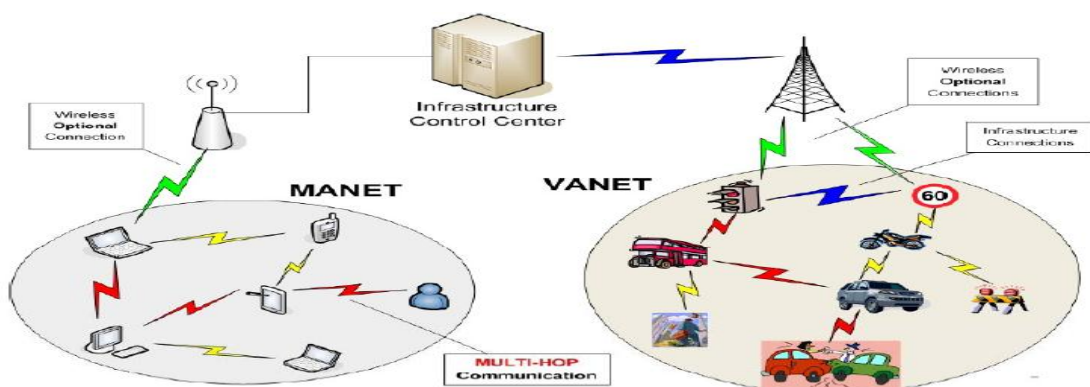 Infrastructure
Control Center
Wireless
Optional
Connection
Wireless
Optional
Connections
Infrastructure
Connections
MANET
VANET
60
MULTI-HOP
Communication